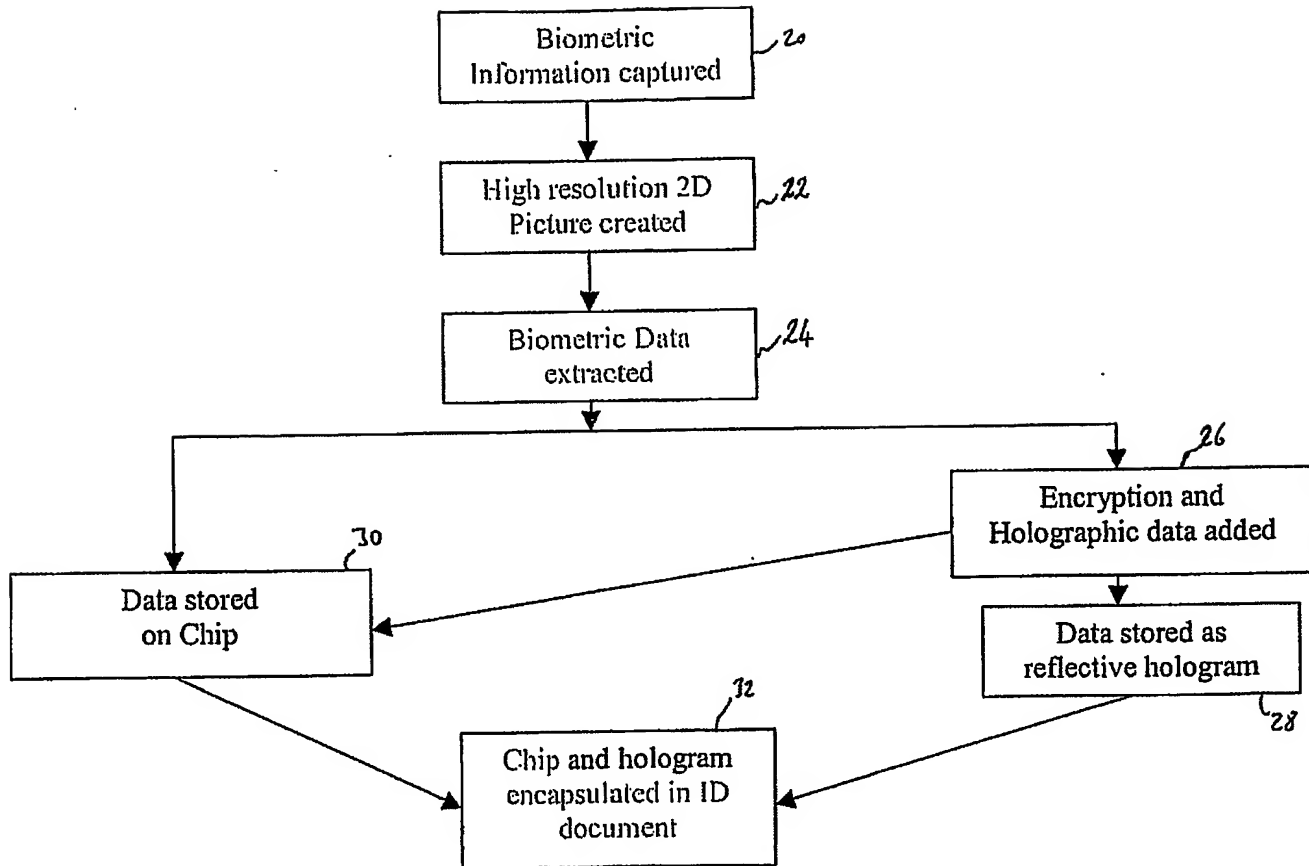 Biometric
Information captured
20
High resolution 2D
Picture created
22
Biometric Data
extracted
24
26
Encryption and
Holographic data added
30
Data stored
on Chip
Data stored as
reflective hologram
28
32
Chip and hologram
encapsulated in ID
document